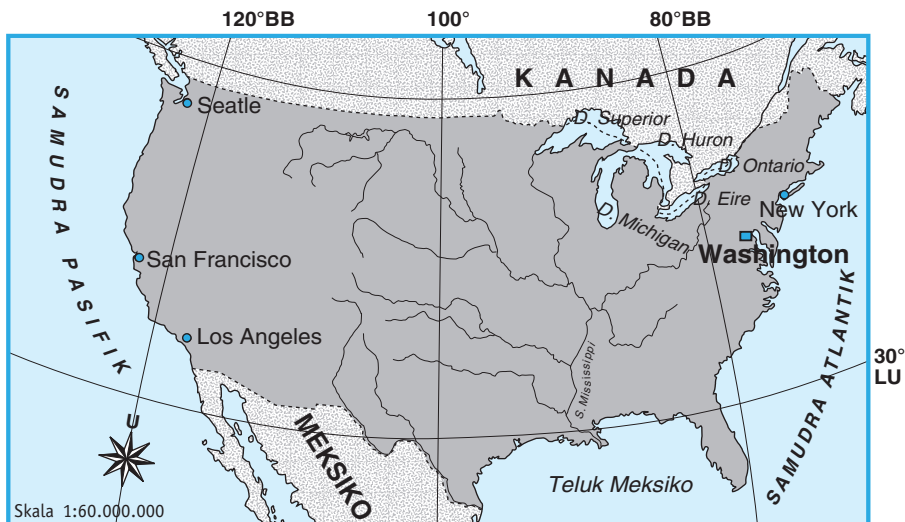 120°BB
100°
80°BB
KANADA
SAMUDRA PASIFIK
Seatle
D. Superior
D. Huron
D. Ontario
D. Eire
New York
D. Michigan
Washington
San Francisco
Los Angeles
S. Mississippi
SAMUDRA ATLANTIK
30°
LU
U
MEKSIKO
Teluk Meksiko
Skala 1:60.000.000